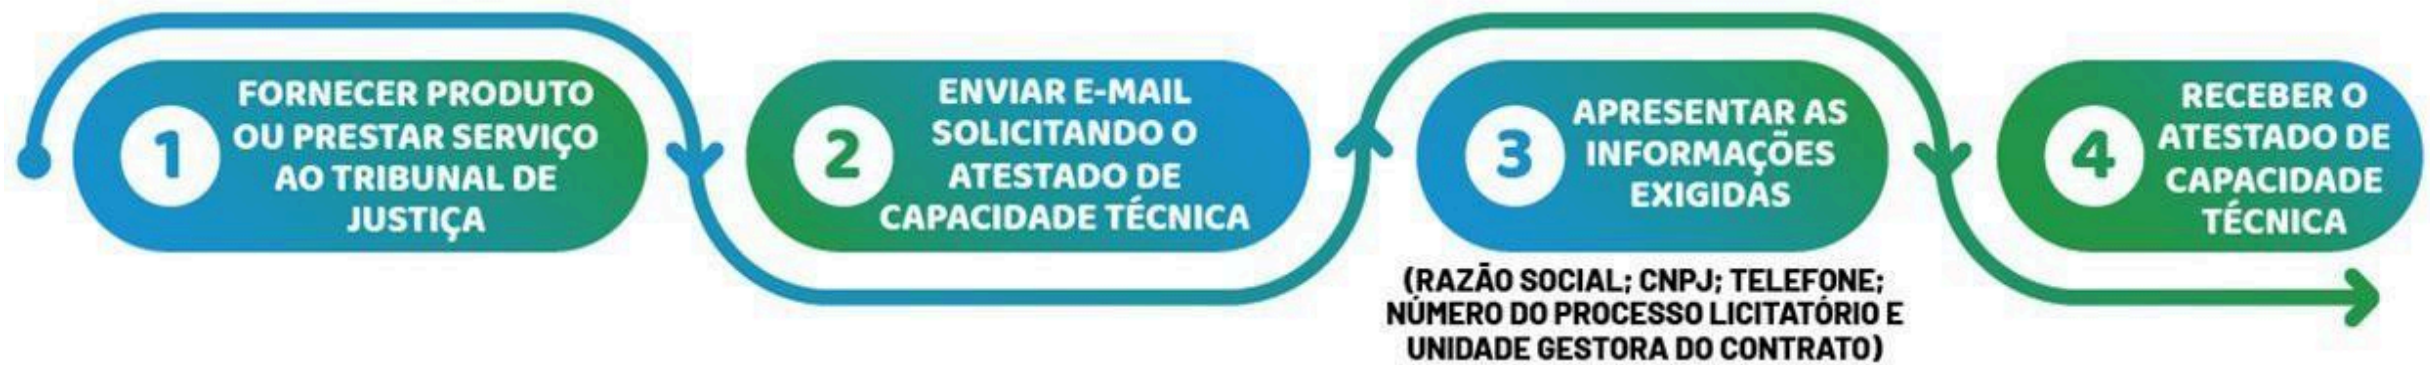 1
FORNECER PRODUTO
OU PRESTAR SERVIÇO
AO TRIBUNAL DE
JUSTIÇA
2
ENVIAR E-MAIL
SOLICITANDO O
ATESTADO DE
CAPACIDADE TÉCNICA
3
APRESENTAR AS
INFORMAÇÕES
EXIGIDAS
(RAZÃO SOCIAL; CNPJ; TELEFONE;
NÚMERO DO PROCESSO LICITATÓRIO E
UNIDADE GESTORA DO CONTRATO)
4
RECEBER O
ATESTADO DE
CAPACIDADE
TÉCNICA